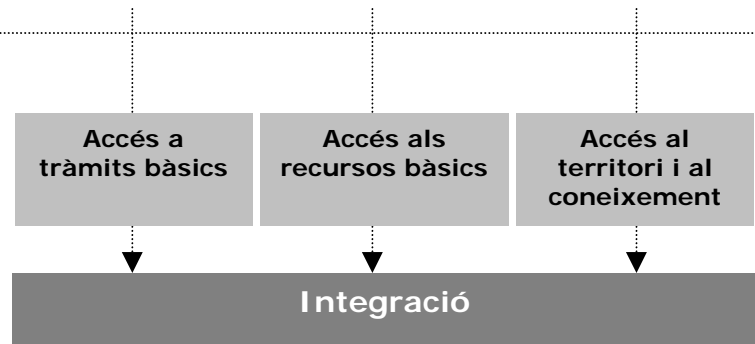 Accés a
tràmits bàsics
Accés als
recursos bàsics
Accés al
territori i al
coneixement
Integració